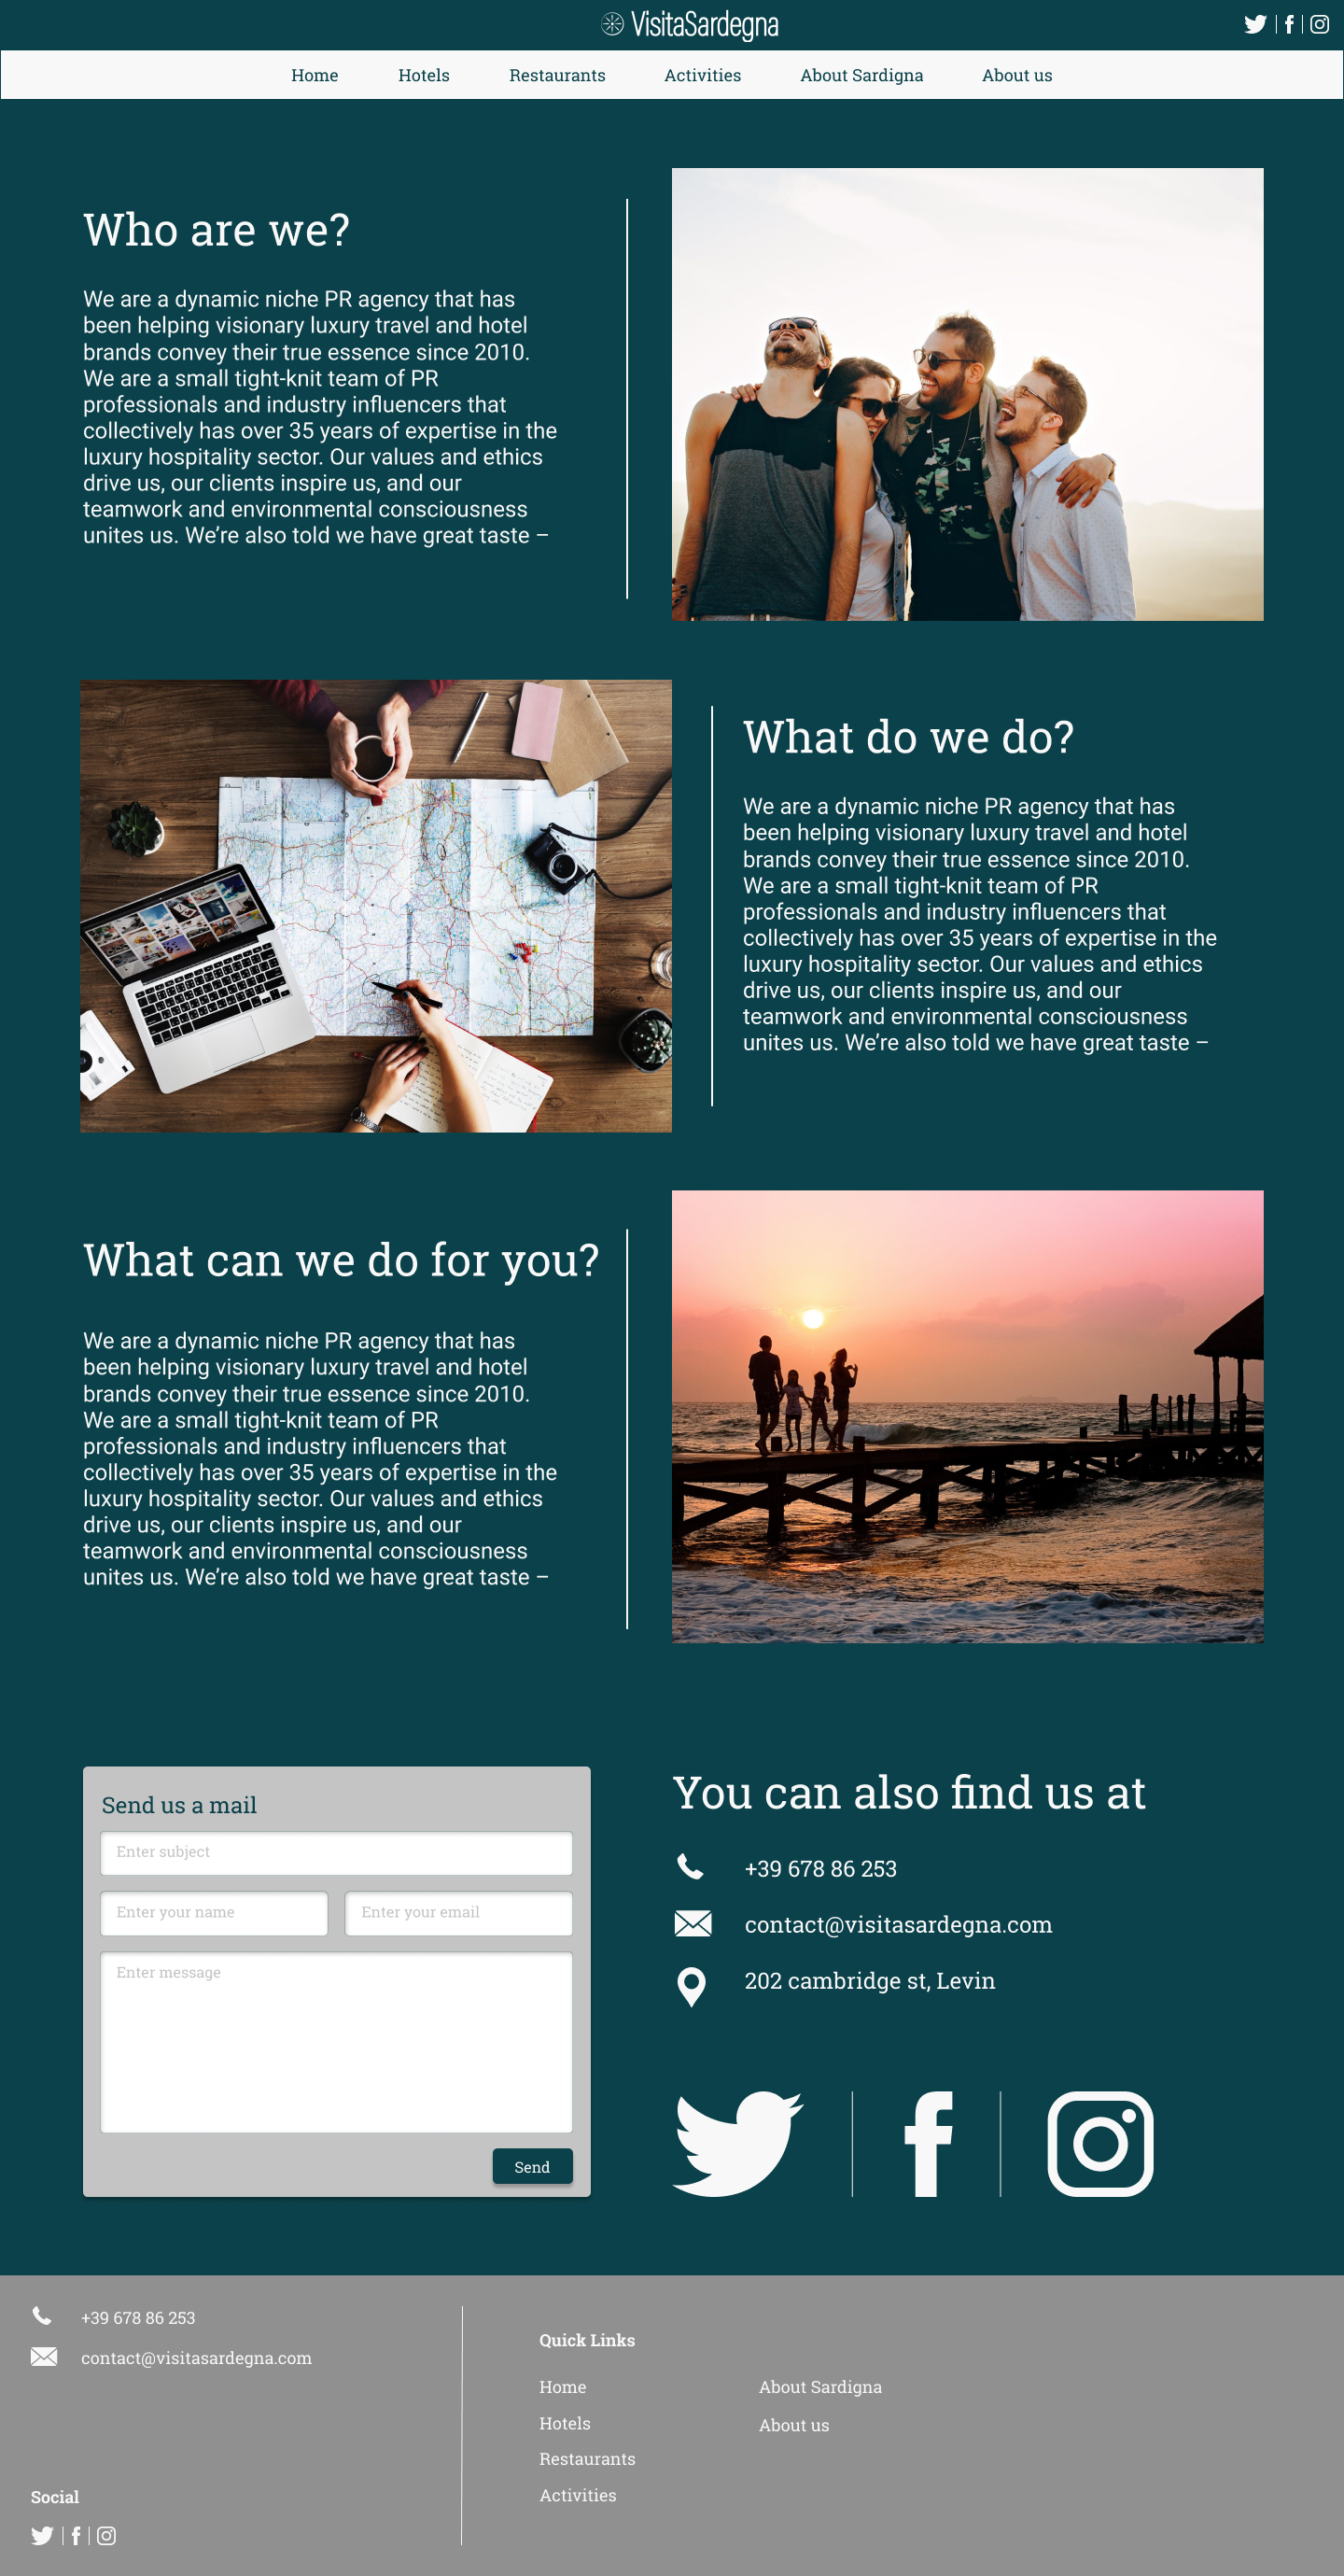 VisitaSardegna
Home Hotels Restaurants Activities About Sardigna About us
Who are we?
We are a dynamic niche PR agency that has
been helping visionary luxury travel and hotel
brands convey their true essence since 2010.
We are a small tight-knit team of PR
professionals and industry influencers that
collectively has over 35 years of expertise in the
luxury hospitality sector. Our values and ethics
drive us, our clients inspire us, and our
teamwork and environmental consciousness
unites us. We’re also told we have great taste –
What do we do?
We are a dynamic niche PR agency that has
been helping visionary luxury travel and hotel
brands convey their true essence since 2010.
We are a small tight-knit team of PR
professionals and industry influencers that
collectively has over 35 years of expertise in the
luxury hospitality sector. Our values and ethics
drive us, our clients inspire us, and our
teamwork and environmental consciousness
unites us. We’re also told we have great taste –
What can we do for you?
We are a dynamic niche PR agency that has
been helping visionary luxury travel and hotel
brands convey their true essence since 2010.
We are a small tight-knit team of PR
professionals and industry influencers that
collectively has over 35 years of expertise in the
luxury hospitality sector. Our values and ethics
drive us, our clients inspire us, and our
teamwork and environmental consciousness
unites us. We’re also told we have great taste –
Send us a mail
Enter subject
Enter your name Enter your email
Enter message
Send
You can also find us at
+39 678 86 253
contact@visitasardegna.com
202 cambridge st, Levin
+39 678 86 253
contact@visitasardegna.com
Social
Quick Links
Home
Hotels
Restaurants
Activities
About Sardigna
About us